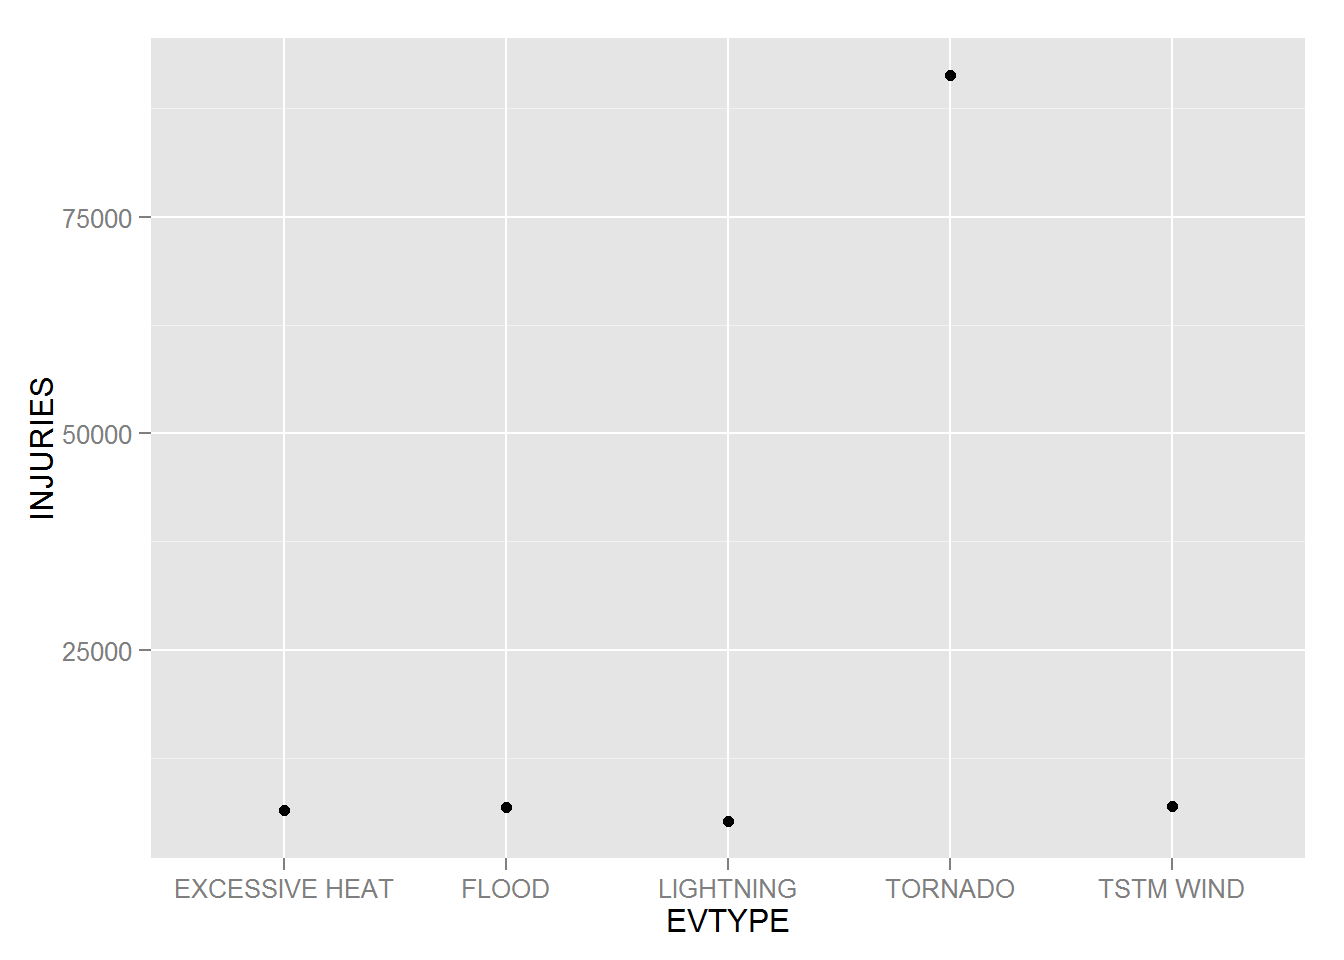 INJURIES
75000
50000
25000
EXCESSIVE HEAT
FLOOD
LIGHTNING
TORNADO
TSTM WIND
EVTYPE